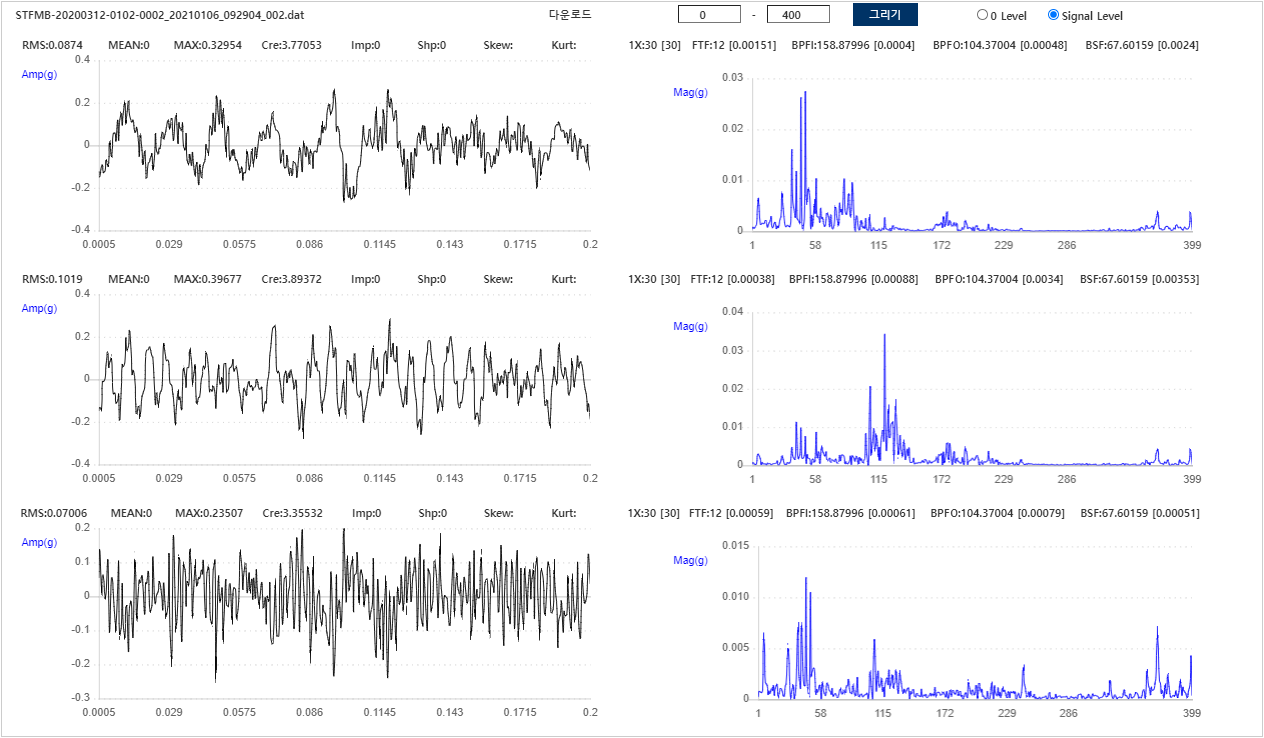 STFMB-20200312-0102-0002_20210106_092904_002.dat 다운로드 0 - 400 그리기 0 Level Signal Level
RMS:0.0874 MEAN:0 MAX:0.32954 Cre:3.77053 Imp:0 Shp:0 Skew: Kurt:
Amp(g)
0.4
0.2
0
-0.2
-0.4
0.0005 0.029 0.0575 0.086 0.1145 0.143 0.1715 0.2
1X:30 [30] FTF:12 [0.00151] BPFI:158.87996 [0.0004] BPFO:104.37004 [0.00048] BSF:67.60159 [0.0024]
Mag(g)
0.03
0.02
0.01
0
1 58 115 172 229 286 399
RMS:0.1019 MEAN:0 MAX:0.39677 Cre:3.89372 Imp:0 Shp:0 Skew: Kurt:
Amp(g)
0.4
0.2
0
-0.2
-0.4
0.0005 0.029 0.0575 0.086 0.1145 0.143 0.1715 0.2
1X:30 [30] FTF:12 [0.00038] BPFI:158.87996 [0.00088] BPFO:104.37004 [0.0034] BSF:67.60159 [0.00353]
Mag(g)
0.04
0.03
0.02
0.01
0
1 58 115 172 229 286 399
RMS:0.07006 MEAN:0 MAX:0.23507 Cre:3.35532 Imp:0 Shp:0 Skew: Kurt:
Amp(g)
0.2
0.1
0
-0.1
-0.2
-0.3
0.0005 0.029 0.0575 0.086 0.1145 0.143 0.1715 0.2
1X:30 [30] FTF:12 [0.00059] BPFI:158.87996 [0.00061] BPFO:104.37004 [0.00079] BSF:67.60159 [0.00051]
Mag(g)
0.015
0.010
0.005
0
1 58 115 172 229 286 399